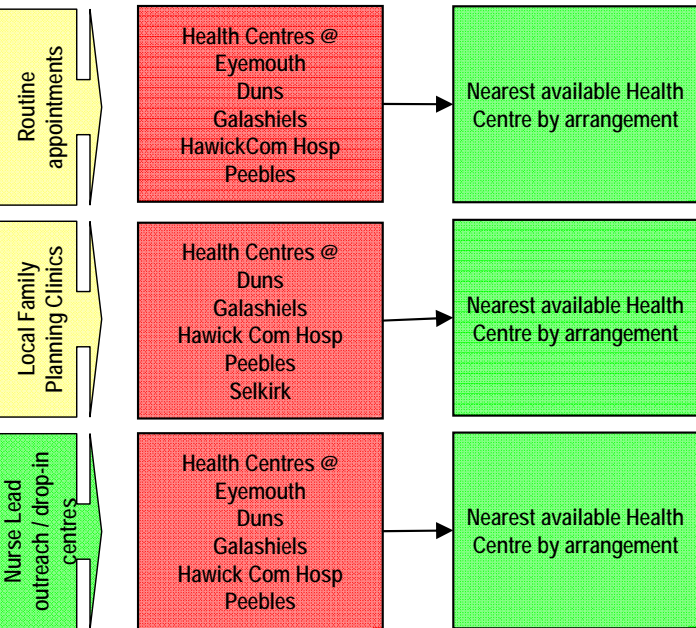 Routine
appointments
Health Centres @
Eyemouth
Duns
Galashiels
HawickCom Hosp
Peebles
Nearest available Health
Centre by arrangement
Local Family
Planning Clinics
Health Centres @
Duns
Galashiels
Hawick Com Hosp
Peebles
Selkirk
Nearest available Health
Centre by arrangement
Nurse Lead
outreach / drop-in
centres
Health Centres @
Eyemouth
Duns
Galashiels
Hawick Com Hosp
Peebles
Nearest available Health
Centre by arrangement